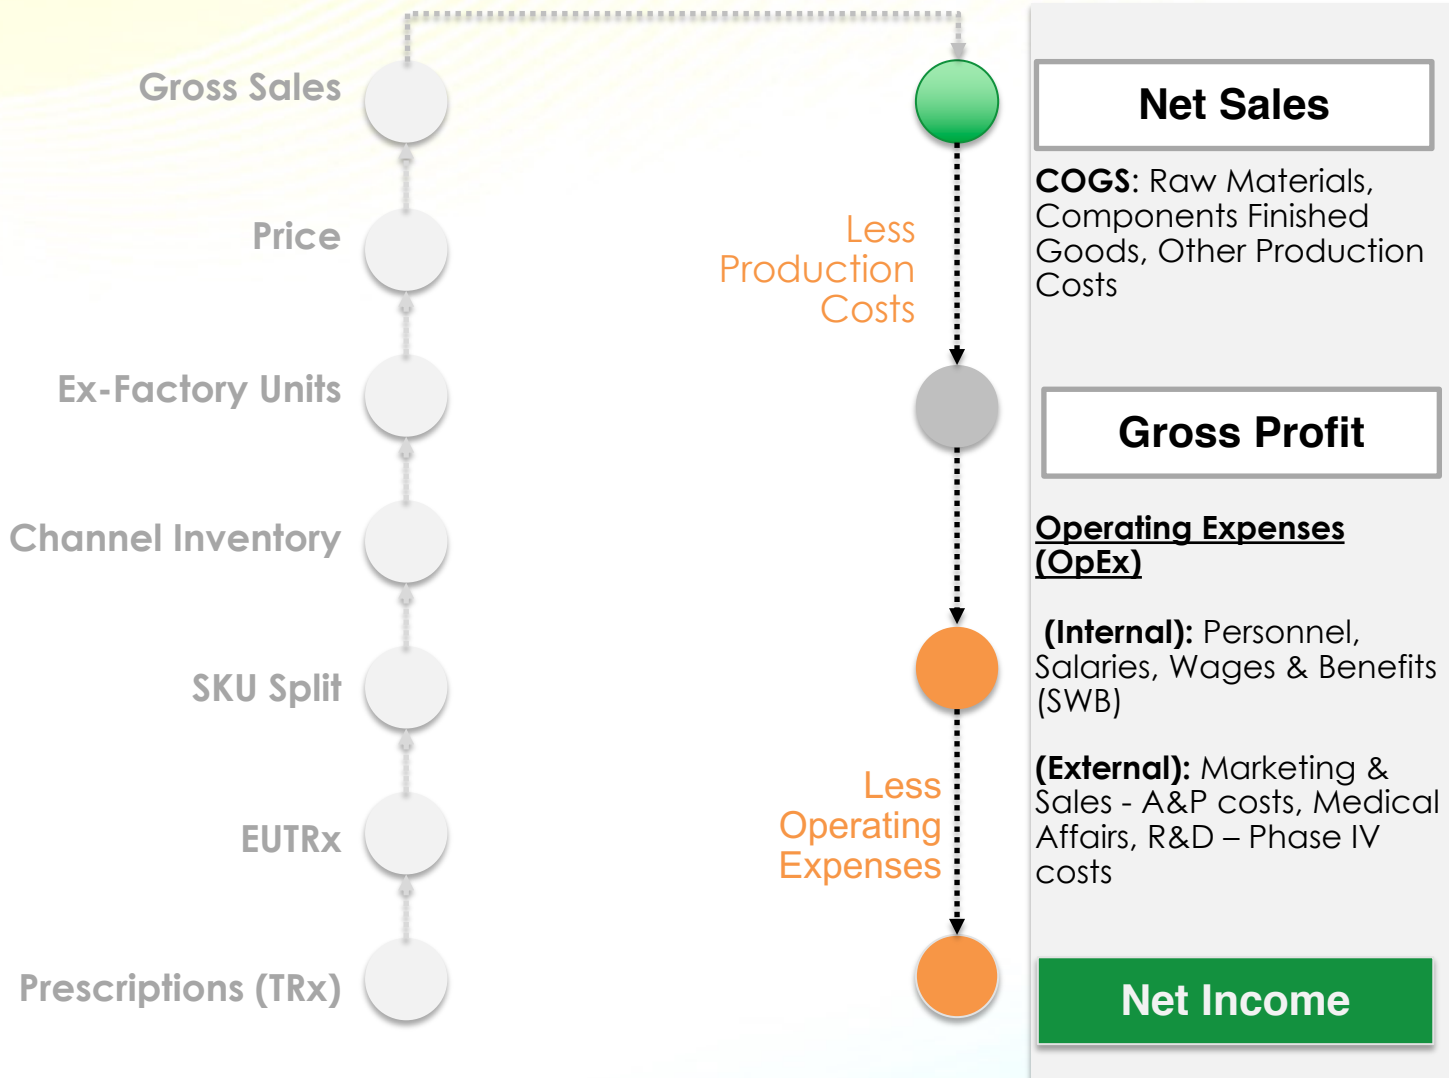 Gross Sales
Price
Ex-Factory Units
Channel Inventory
SKU Split
EUTRx
Prescriptions (TRx)
Less
Production
Costs
Less
Operating
Expenses
Net Sales
COGS: Raw Materials,
Components Finished
Goods, Other Production
Costs
Gross Profit
Operating Expenses
(OpEx)
(Internal): Personnel,
Salaries, Wages & Benefits
(SWB)
(External): Marketing &
Sales - A&P costs, Medical
Affairs, R&D – Phase IV
costs
Net Income